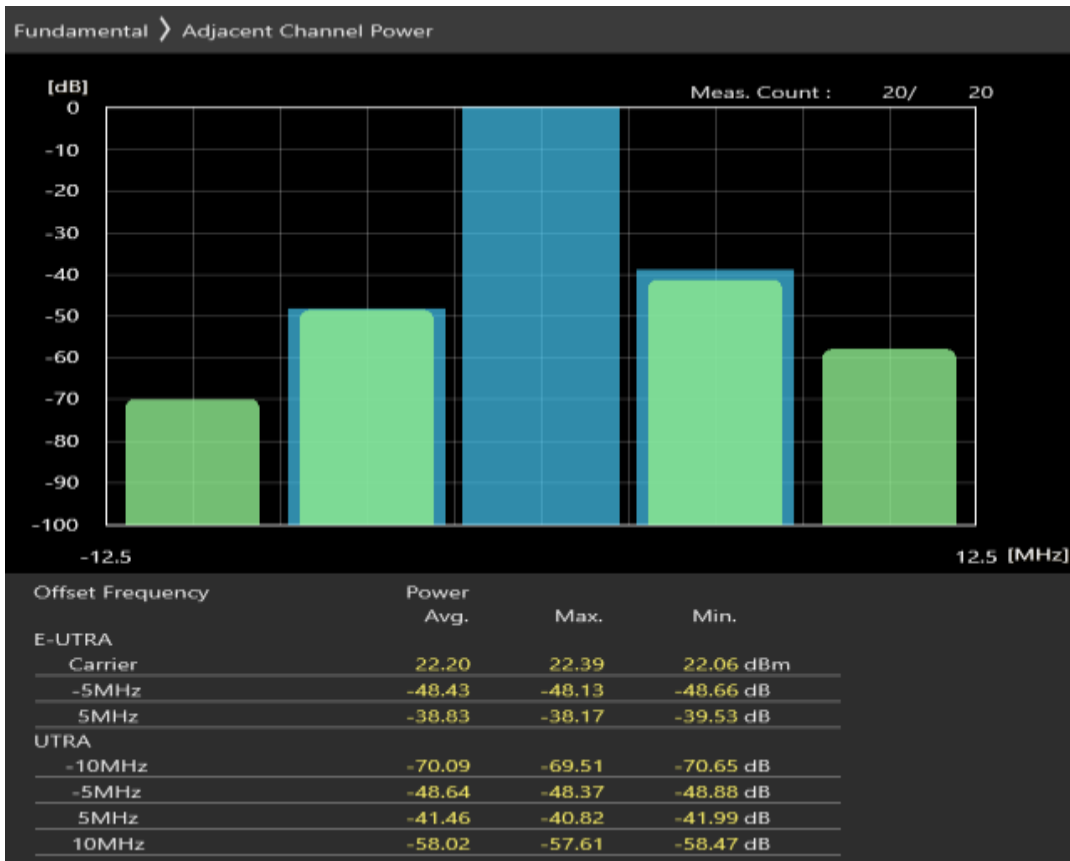 Fundamental ❯ Adjacent Channel Power
[dB]
Meas. Count : 20/ 20
0
-10
-20
-30
-40
-50
-60
-70
-80
-90
-100
-12.5 12.5 [MHz]
Offset Frequency Power
Avg. Max. Min.
E-UTRA
Carrier 22.20 22.39 22.06 dBm
-5MHz -48.43 -48.13 -48.66 dB
5MHz -38.83 -38.17 -39.53 dB
UTRA
-10MHz -70.09 -69.51 -70.65 dB
-5MHz -48.64 -48.37 -48.88 dB
5MHz -41.46 -40.82 -41.99 dB
10MHz -58.02 -57.61 -58.47 dB